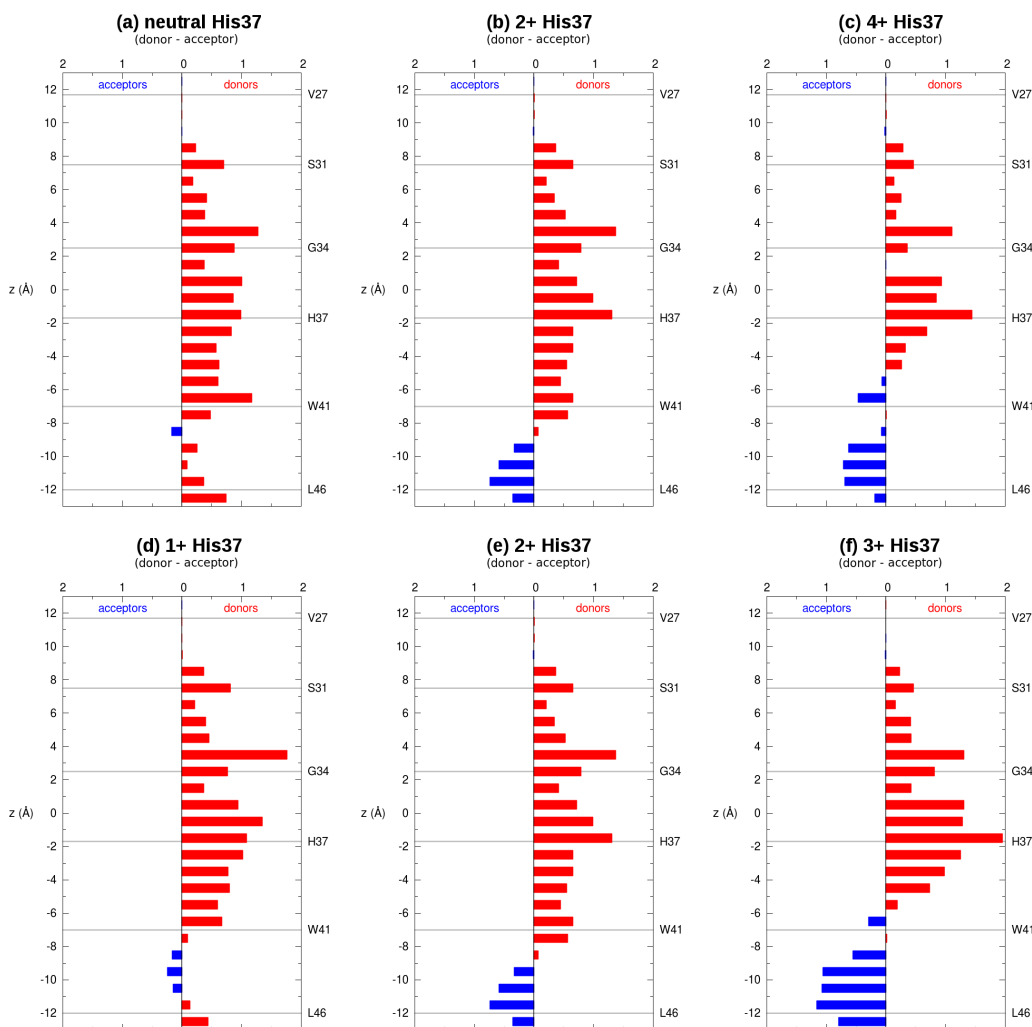 (a) neutral His37
(donor - acceptor)
2 1 0 1 2
acceptors donors
12 V27
10
8
S31
6
4
G34
2
z (Å) 0
-2 H37
-4
-6
W41
-8
-10
-12 L46
(b) 2+ His37
(donor - acceptor)
2 1 0 1 2
acceptors donors
12 V27
10
8
S31
6
4
G34
2
z (Å) 0
-2 H37
-4
-6
W41
-8
-10
-12 L46
(c) 4+ His37
(donor - acceptor)
2 1 0 1 2
acceptors donors
12 V27
10
8
S31
6
4
G34
2
z (Å) 0
-2 H37
-4
-6
W41
-8
-10
-12 L46
(d) 1+ His37
(donor - acceptor)
2 1 0 1 2
acceptors donors
12 V27
10
8
S31
6
4
G34
2
z (Å) 0
-2 H37
-4
-6
W41
-8
-10
-12 L46
(e) 2+ His37
(donor - acceptor)
2 1 0 1 2
acceptors donors
12 V27
10
8
S31
6
4
G34
2
z (Å) 0
-2 H37
-4
-6
W41
-8
-10
-12 L46
(f) 3+ His37
(donor - acceptor)
2 1 0 1 2
acceptors donors
12 V27
10
8
S31
6
4
G34
2
z (Å) 0
-2 H37
-4
-6
W41
-8
-10
-12 L46